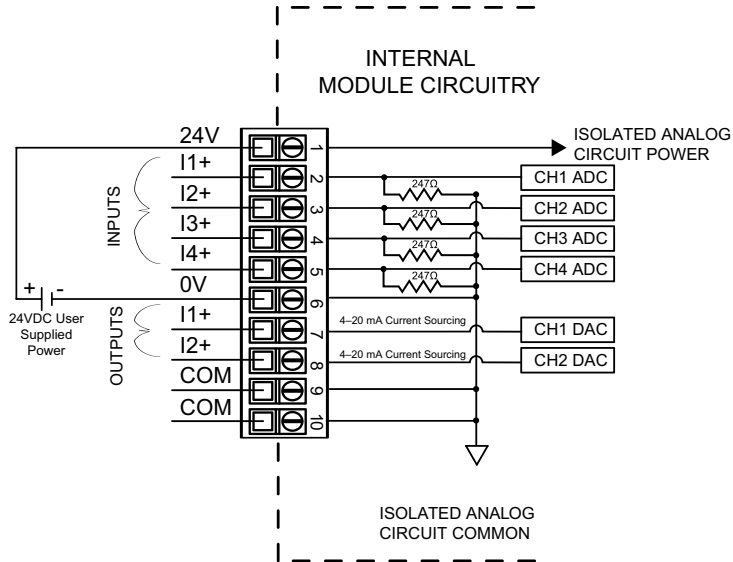 INTERNAL
MODULE CIRCUITRY
24V
1
ISOLATED ANALOG
CIRCUIT POWER
INPUTS
I1+
2
247Ω
CH1 ADC
I2+
3
247Ω
CH2 ADC
I3+
4
247Ω
CH3 ADC
I4+
5
247Ω
CH4 ADC
0V
6
+ -
24VDC User
Supplied
Power
OUTPUTS
I1+
7
4–20 mA Current Sourcing
CH1 DAC
I2+
8
4–20 mA Current Sourcing
CH2 DAC
COM
9
COM
10
ISOLATED ANALOG
CIRCUIT COMMON